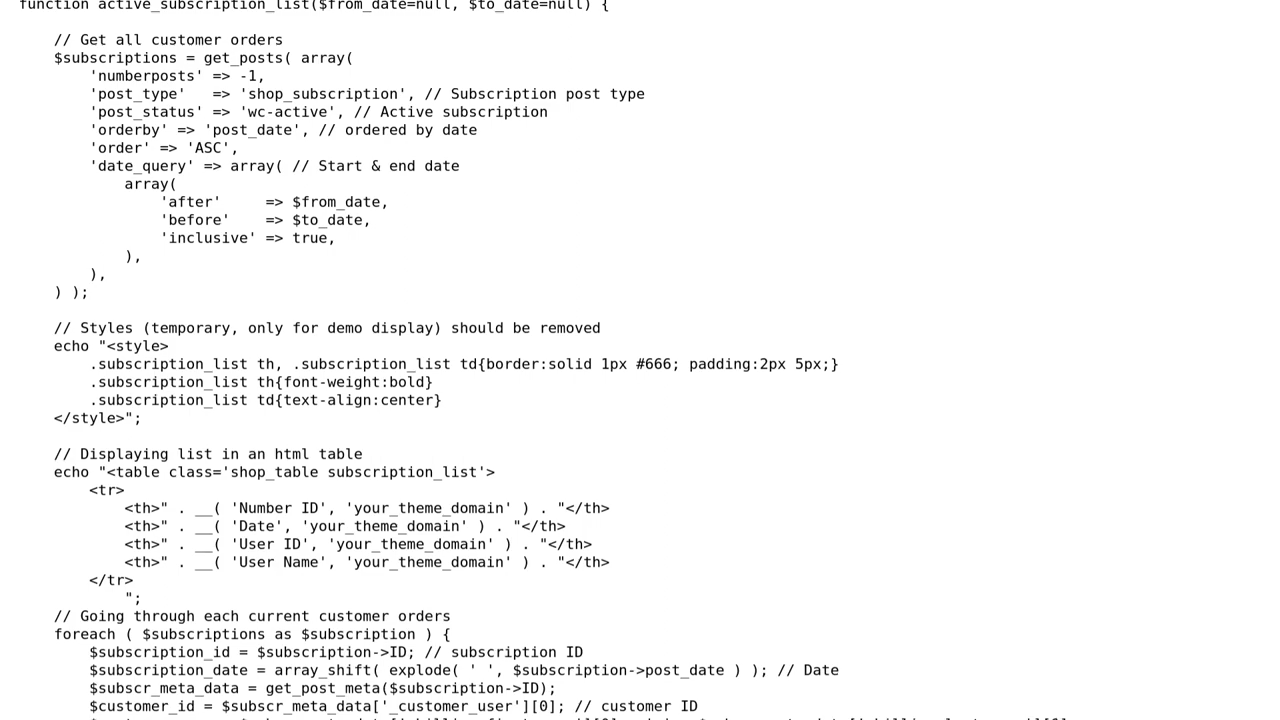 function active_subscription_list($from_date=null, $to_date=null) {
// Get all customer orders
$subscriptions = get_posts( array(
'numberposts' => -1,
'post_type'   => 'shop_subscription', // Subscription post type
'post_status' => 'wc-active', // Active subscription
'orderby' => 'post_date', // ordered by date
'order' => 'ASC',
'date_query' => array( // Start & end date
array(
'after'     => $from_date,
'before'    => $to_date,
'inclusive' => true,
),
),
) );
// Styles (temporary, only for demo display) should be removed
echo "<style>
.subscription_list th, .subscription_list td{border:solid 1px #666; padding:2px 5px;}
.subscription_list th{font-weight:bold}
.subscription_list td{text-align:center}
</style>";
// Displaying list in an html table
echo "<table class='shop_table subscription_list'>
<tr>
<th>" . __( 'Number ID', 'your_theme_domain' ) . "</th>
<th>" . __( 'Date', 'your_theme_domain' ) . "</th>
<th>" . __( 'User ID', 'your_theme_domain' ) . "</th>
<th>" . __( 'User Name', 'your_theme_domain' ) . "</th>
</tr>
";
// Going through each current customer orders
foreach ( $subscriptions as $subscription ) {
$subscription_id = $subscription->ID; // subscription ID
$subscription_date = array_shift( explode( ' ', $subscription->post_date ) ); // Date
$subscr_meta_data = get_post_meta($subscription->ID);
$customer_id = $subscr_meta_data['_customer_user'][0]; // customer ID